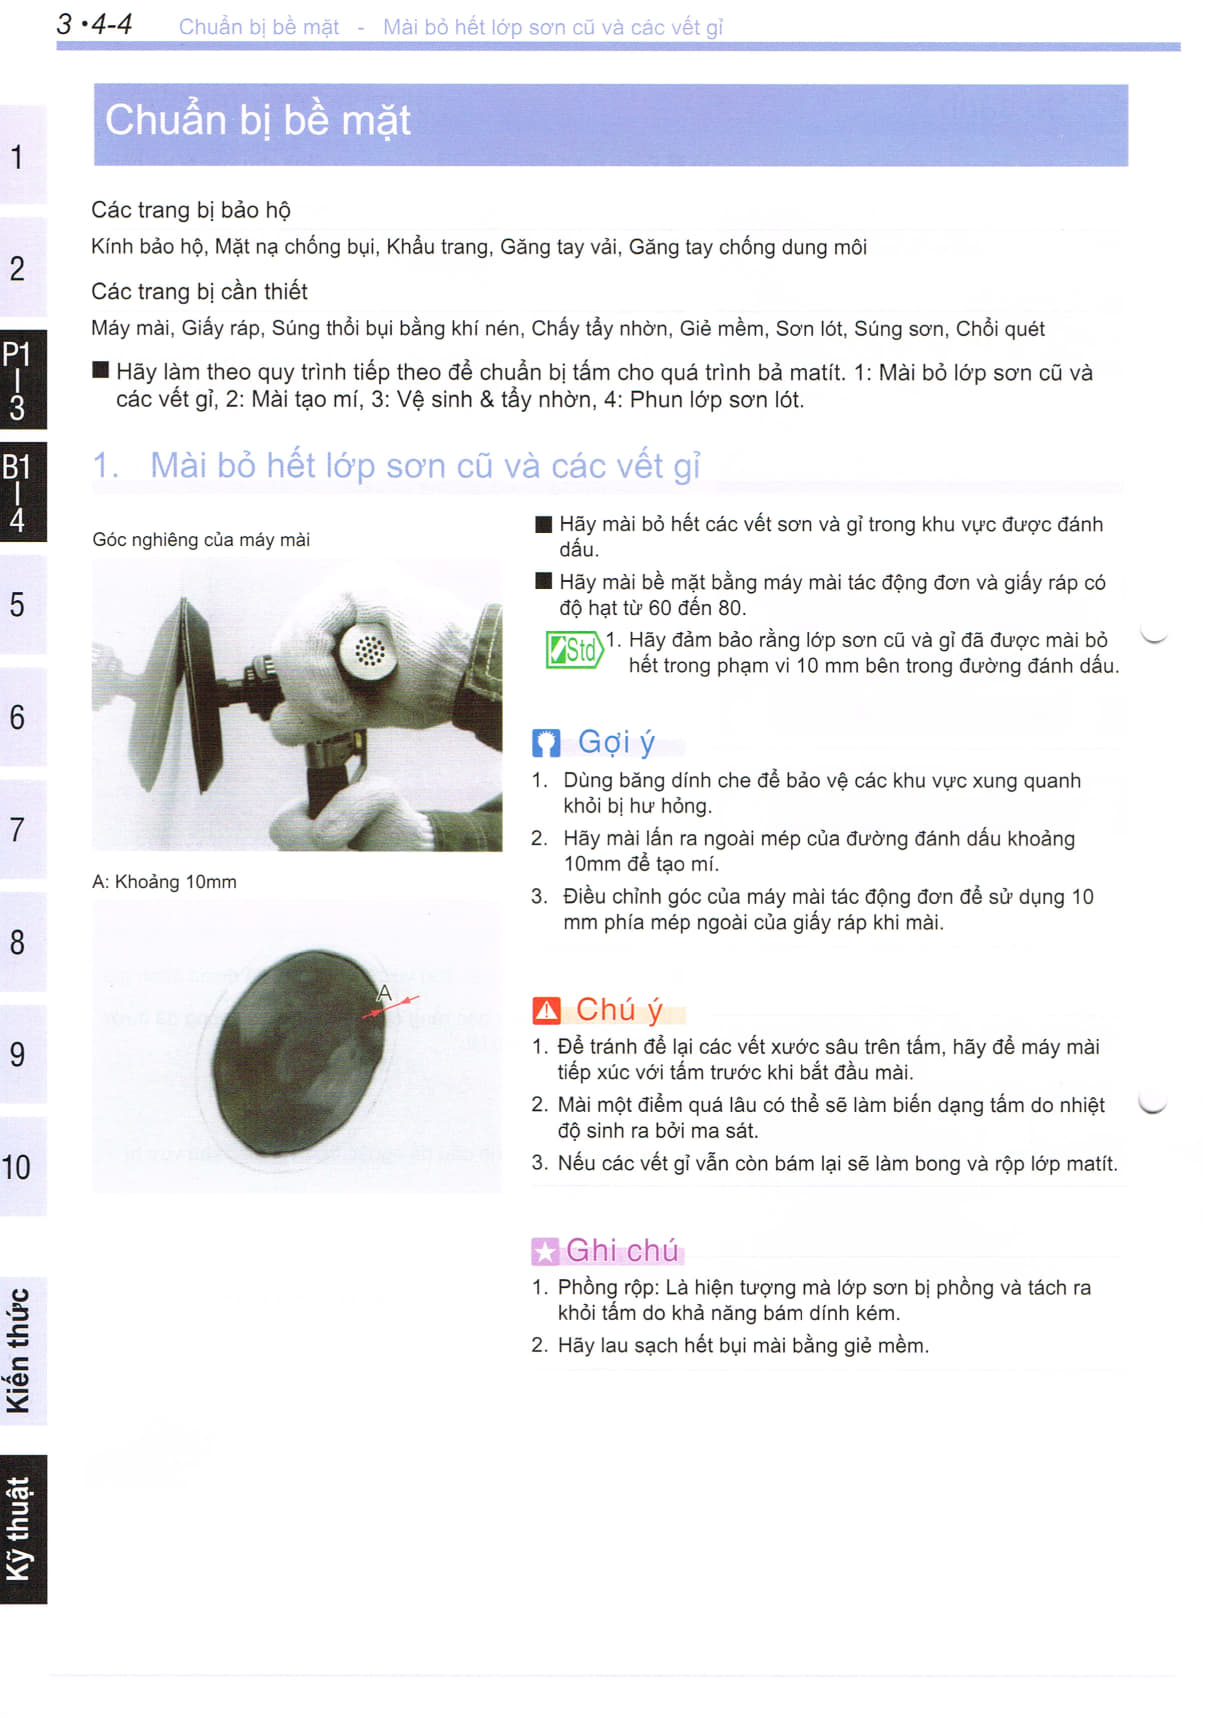 3 •4-4 Chuẩn bị bề mặt - Mài bỏ hết lớp sơn cũ và các vết gỉ
Chuẩn bị bề mặt
1
2
P1
3
B1
4
5
6
7
8
9
10
Kiến thức
Kỹ thuật
Các trang bị bảo hộ
Kính bảo hộ, Mặt nạ chống bụi, Khẩu trang, Găng tay vải, Găng tay chống dung môi
Các trang bị cần thiết
Máy mài, Giấy ráp, Súng thổi bụi bằng khí nén, Chấy tẩy nhờn, Giẻ mềm, Sơn lót, Súng sơn, Chổi quét
■ Hãy làm theo quy trình tiếp theo để chuẩn bị tấm cho quá trình bả matít. 1: Mài bỏ lớp sơn cũ và
các vết gỉ, 2: Mài tạo mí, 3: Vệ sinh & tẩy nhờn, 4: Phun lớp sơn lót.
1. Mài bỏ hết lớp sơn cũ và các vết gỉ
Góc nghiêng của máy mài
A: Khoảng 10mm
A
■ Hãy mài bỏ hết các vết sơn và gỉ trong khu vực được đánh
dấu.
■ Hãy mài bề mặt bằng máy mài tác động đơn và giấy ráp có
độ hạt từ 60 đến 80.
Std 1. Hãy đảm bảo rằng lớp sơn cũ và gỉ đã được mài bỏ
hết trong phạm vi 10 mm bên trong đường đánh dấu.
Gợi ý
1. Dùng băng dính che để bảo vệ các khu vực xung quanh
khỏi bị hư hỏng.
2. Hãy mài lấn ra ngoài mép của đường đánh dấu khoảng
10mm để tạo mí.
3. Điều chỉnh góc của máy mài tác động đơn để sử dụng 10
mm phía mép ngoài của giấy ráp khi mài.
Chú ý
1. Để tránh để lại các vết xước sâu trên tấm, hãy để máy mài
tiếp xúc với tấm trước khi bắt đầu mài.
2. Mài một điểm quá lâu có thể sẽ làm biến dạng tấm do nhiệt
độ sinh ra bởi ma sát.
3. Nếu các vết gỉ vẫn còn bám lại sẽ làm bong và rộp lớp matít.
Ghi chú
1. Phồng rộp: Là hiện tượng mà lớp sơn bị phồng và tách ra
khỏi tấm do khả năng bám dính kém.
2. Hãy lau sạch hết bụi mài bằng giẻ mềm.